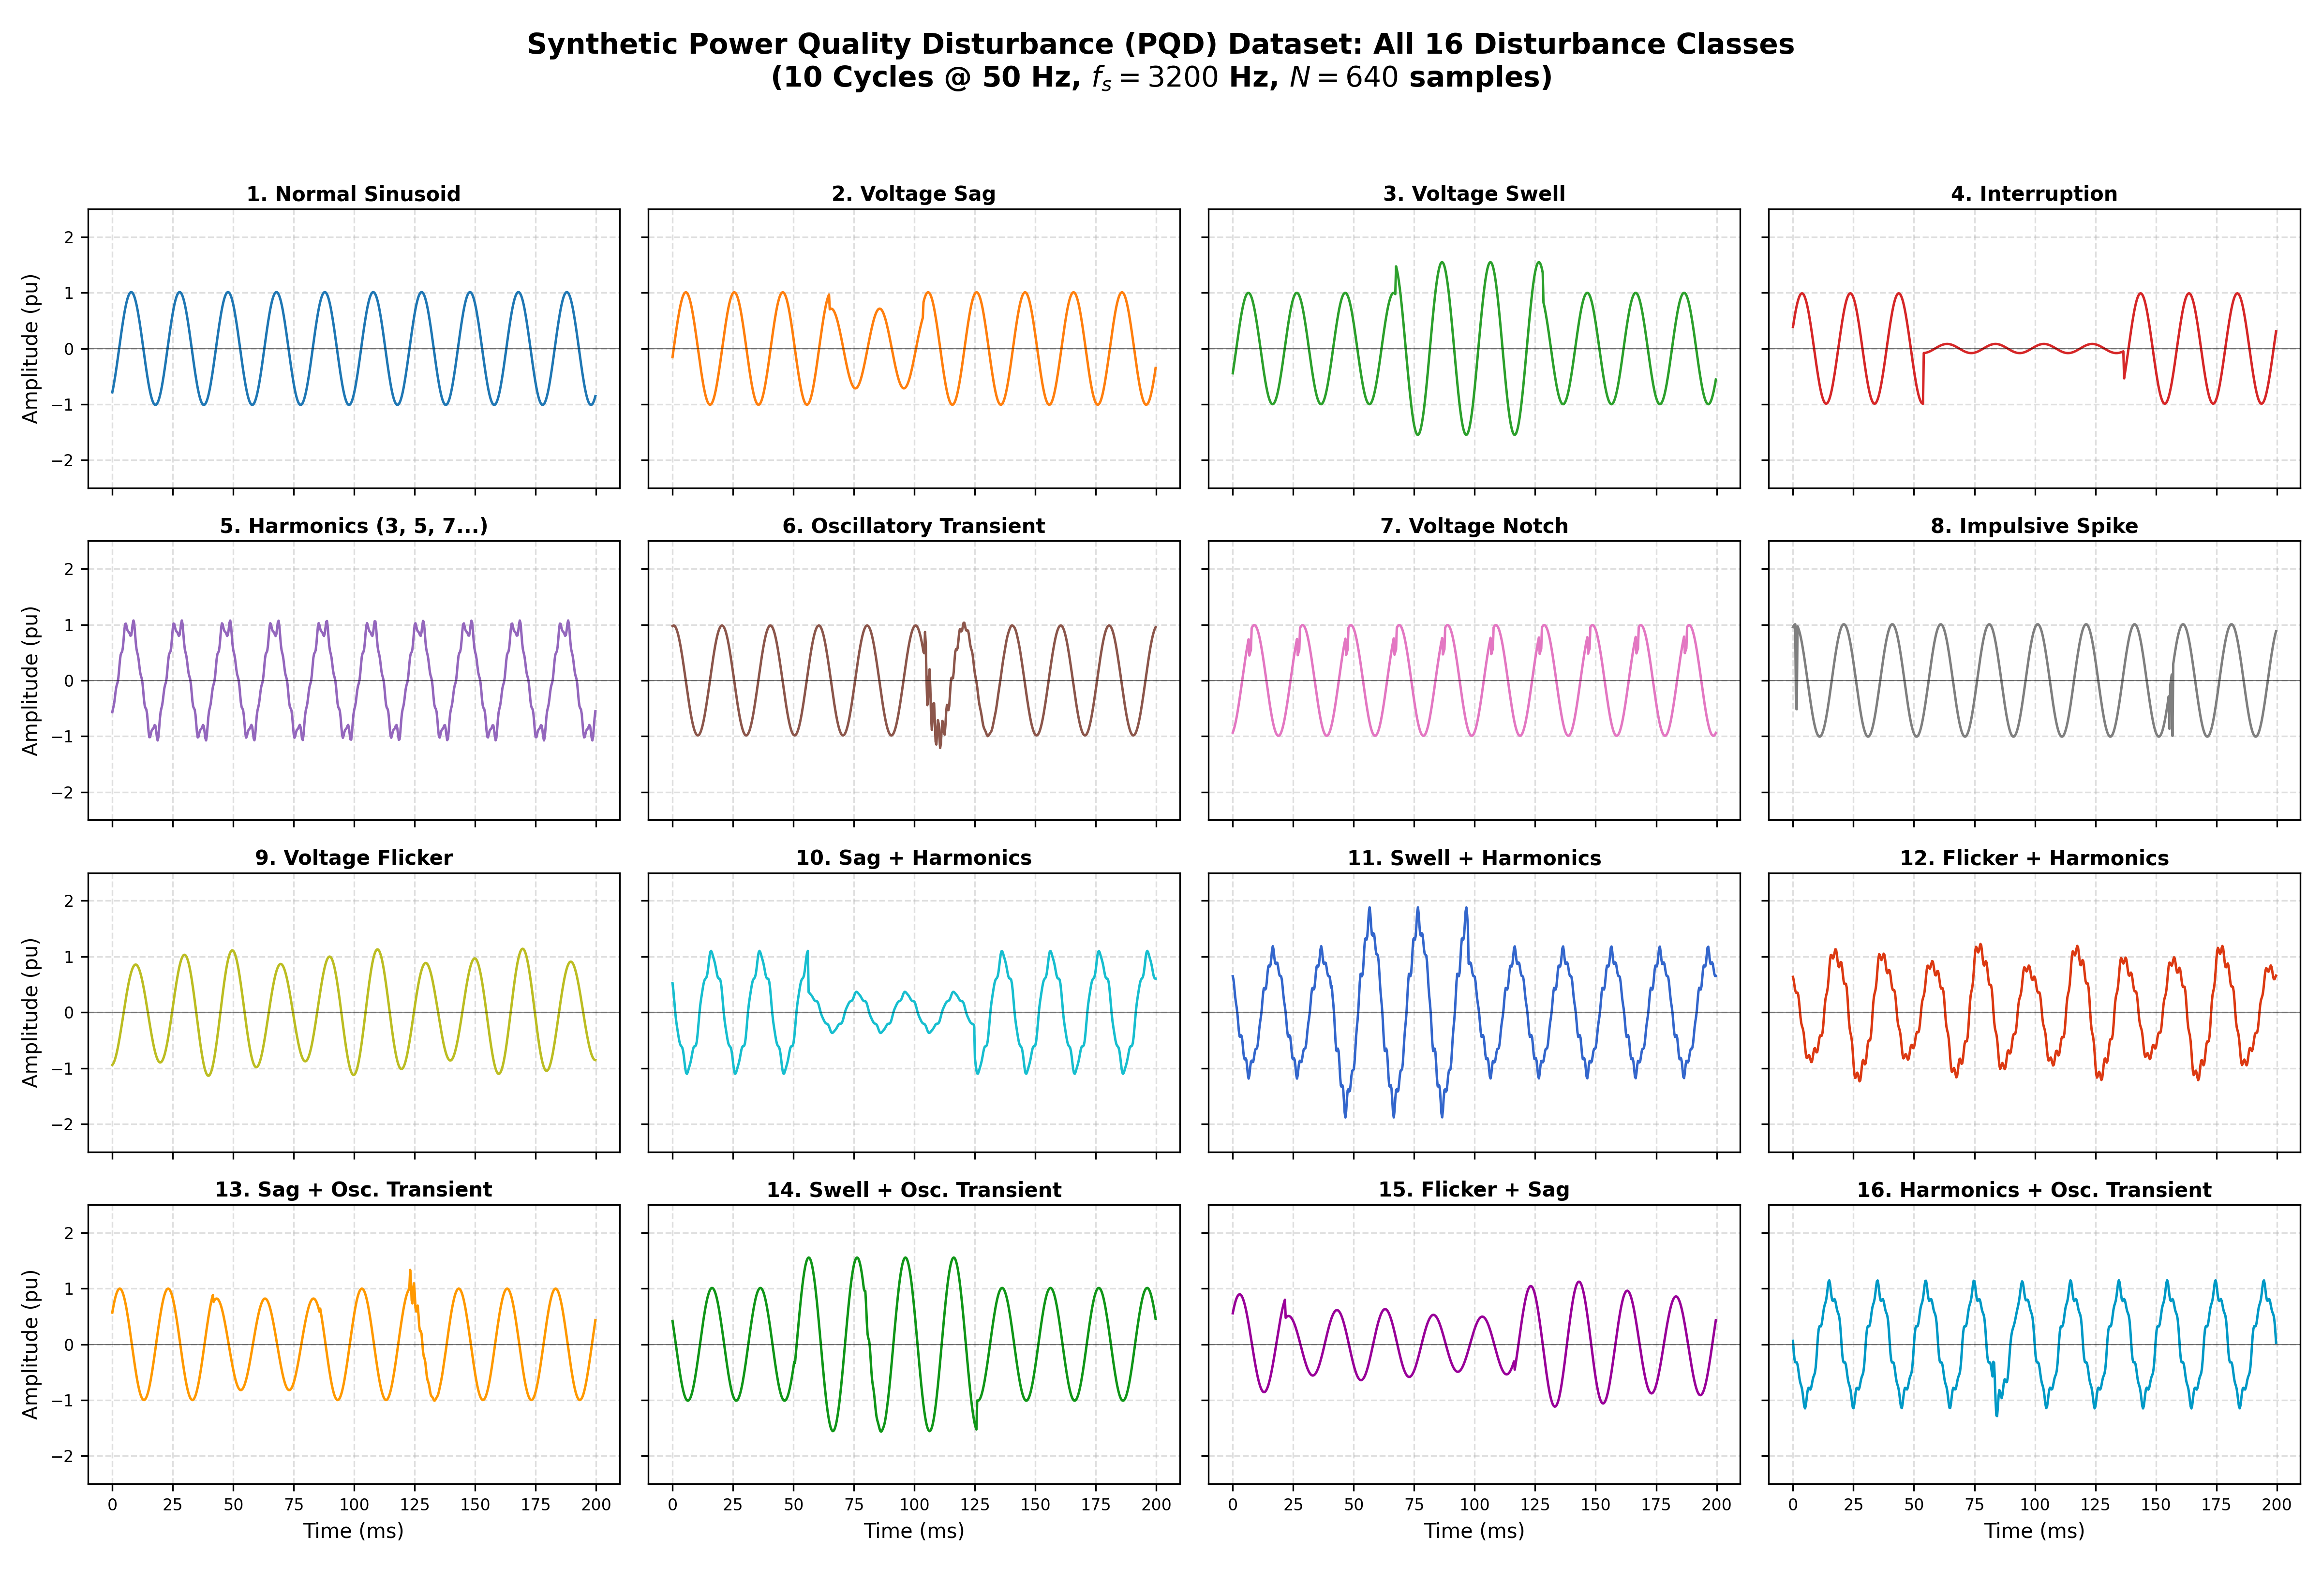 Synthetic Power Quality Disturbance (PQD) Dataset: All 16 Disturbance Classes
(10 Cycles @ 50 Hz, fₛ = 3200 Hz, N = 640 samples)
1. Normal Sinusoid
2. Voltage Sag
3. Voltage Swell
4. Interruption
Amplitude (pu)
2
1
0
−1
−2
5. Harmonics (3, 5, 7...)
6. Oscillatory Transient
7. Voltage Notch
8. Impulsive Spike
Amplitude (pu)
2
1
0
−1
−2
9. Voltage Flicker
10. Sag + Harmonics
11. Swell + Harmonics
12. Flicker + Harmonics
Amplitude (pu)
2
1
0
−1
−2
13. Sag + Osc. Transient
14. Swell + Osc. Transient
15. Flicker + Sag
16. Harmonics + Osc. Transient
Amplitude (pu)
2
1
0
−1
−2
0 25 50 75 100 125 150 175 200
0 25 50 75 100 125 150 175 200
0 25 50 75 100 125 150 175 200
0 25 50 75 100 125 150 175 200
Time (ms)
Time (ms)
Time (ms)
Time (ms)